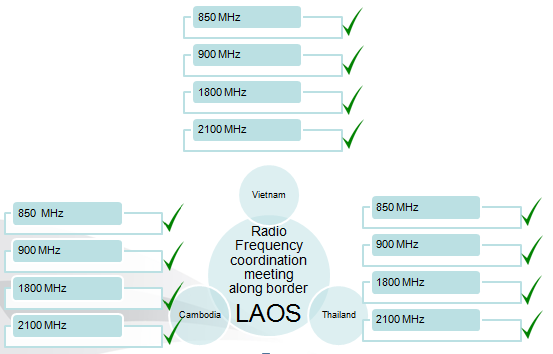 850 MHz
900 MHz
1800 MHz
2100 MHz
Vietnam
850 MHz
900 MHz
1800 MHz
2100 MHz
Radio
Frequency
coordination
meeting
along border
LAOS
Cambodia
Thailand
850 MHz
900 MHz
1800 MHz
2100 MHz